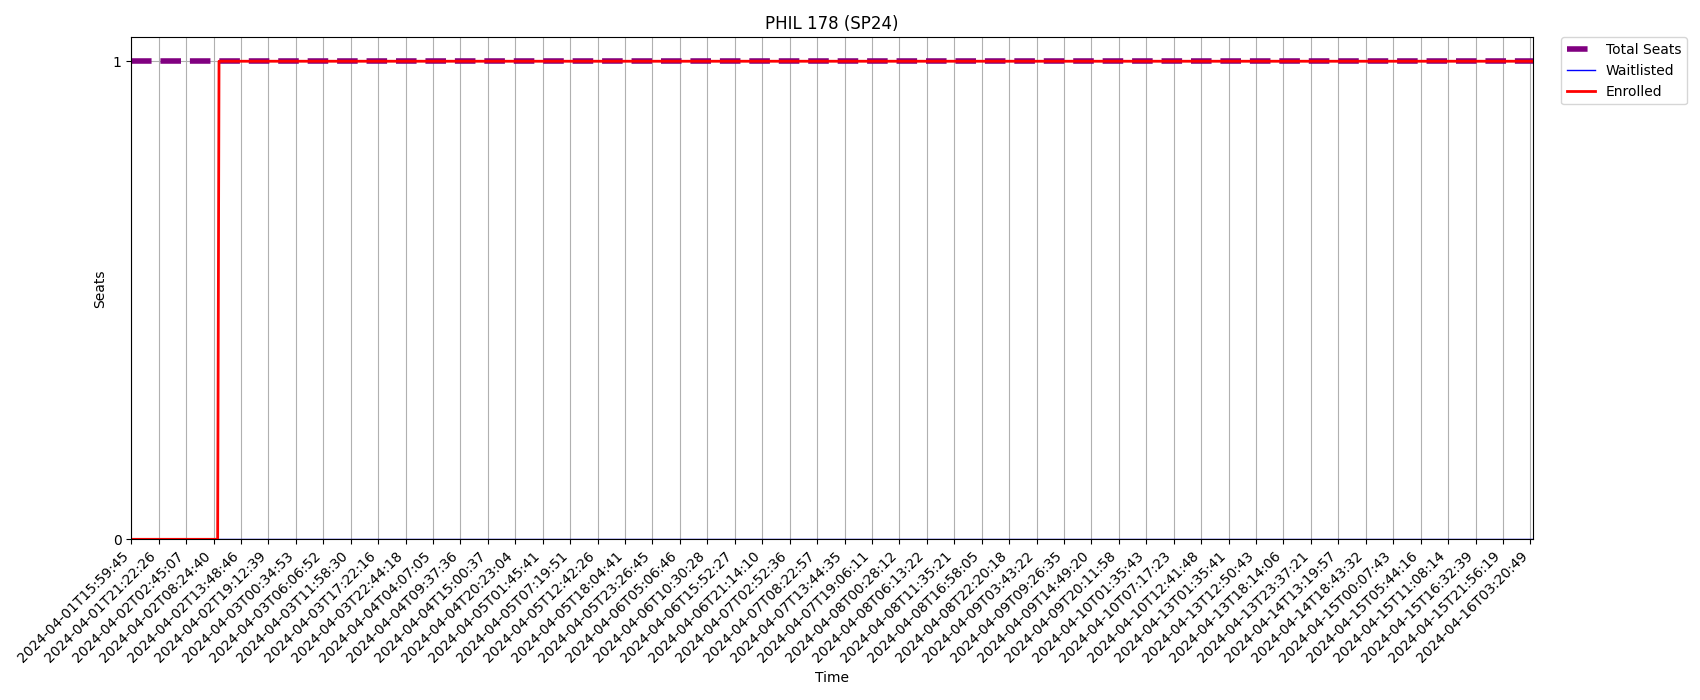 PHIL 178 (SP24)
Total Seats
Waitlisted
Enrolled
Seats
1
0
2024-04-01T15:59:45
2024-04-01T21:22:26
2024-04-02T02:45:07
2024-04-02T08:24:40
2024-04-02T13:48:46
2024-04-02T19:12:39
2024-04-03T00:34:53
2024-04-03T06:06:52
2024-04-03T11:58:30
2024-04-03T17:22:16
2024-04-03T22:44:18
2024-04-04T04:07:05
2024-04-04T09:37:36
2024-04-04T15:00:37
2024-04-04T20:23:04
2024-04-05T01:45:41
2024-04-05T07:19:51
2024-04-05T12:42:26
2024-04-05T18:04:41
2024-04-05T23:26:45
2024-04-06T05:06:46
2024-04-06T10:30:28
2024-04-06T15:52:27
2024-04-06T21:14:10
2024-04-07T02:52:36
2024-04-07T08:22:57
2024-04-07T13:44:35
2024-04-07T19:06:11
2024-04-08T00:28:12
2024-04-08T06:13:22
2024-04-08T11:35:21
2024-04-08T16:58:05
2024-04-08T22:20:18
2024-04-09T03:43:22
2024-04-09T09:26:35
2024-04-09T14:49:20
2024-04-09T20:11:58
2024-04-10T01:35:43
2024-04-10T07:17:23
2024-04-10T12:41:48
2024-04-13T01:35:41
2024-04-13T12:50:43
2024-04-13T18:14:06
2024-04-13T23:37:21
2024-04-14T13:19:57
2024-04-14T18:43:32
2024-04-15T00:07:43
2024-04-15T05:44:16
2024-04-15T11:08:14
2024-04-15T16:32:39
2024-04-15T21:56:19
2024-04-16T03:20:49
Time